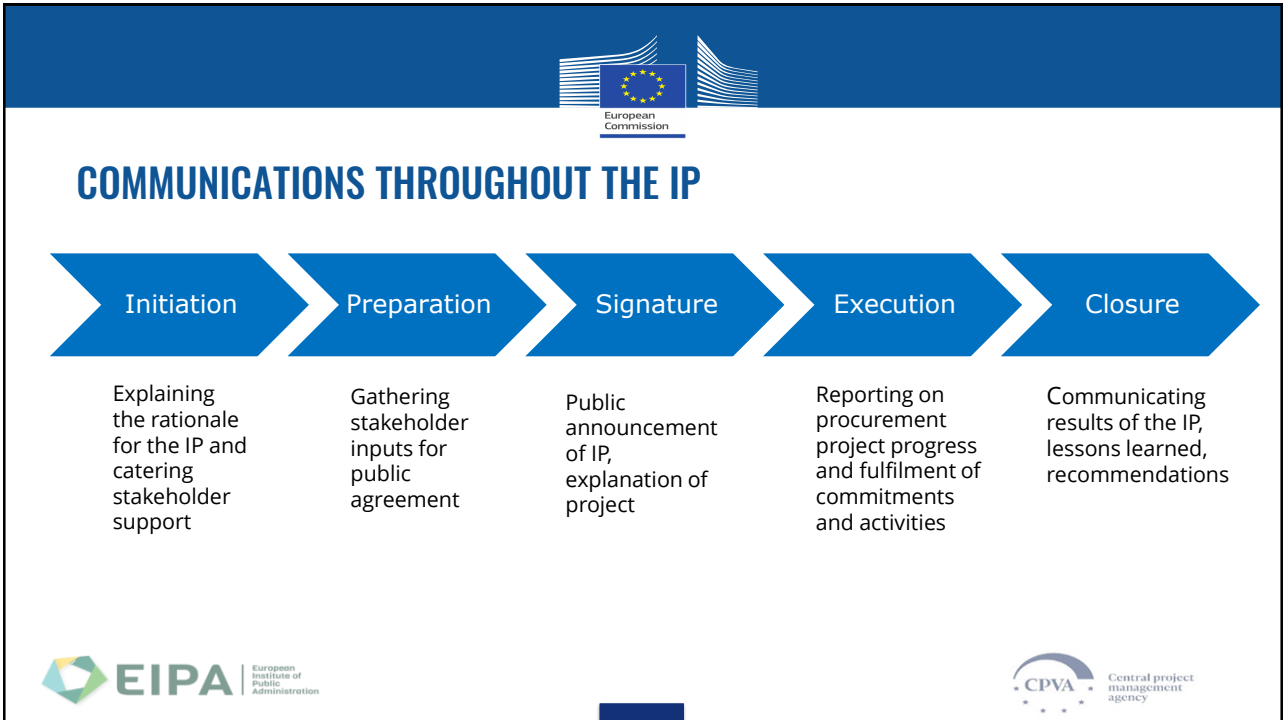 European
Commission
COMMUNICATIONS THROUGHOUT THE IP
Initiation
Preparation
Signature
Execution
Closure
Explaining
the rationale
for the IP and
catering
stakeholder
support
Gathering
stakeholder
inputs for
public
agreement
Public
announcement
of IP,
explanation of
project
Reporting on
procurement
project progress
and fulfilment of
commitments
and activities
Communicating
results of the IP,
lessons learned,
recommendations
EIPA
European
Institute of
Public
Administration
CPVA
Central project
management
agency